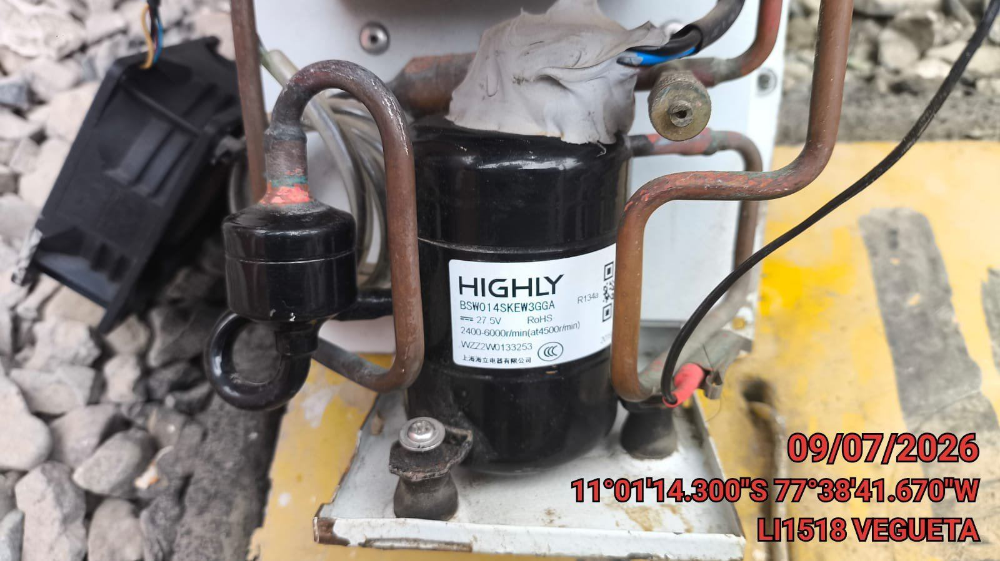 HIGHLY
BSW014SKEW3GGA
R134a
27.5V RoHS
2400-6000r/min(at4500r/min)
WZZ2W0133253
上海海立电器有限公司
09/07/2026
11°01'14.300"S 77°38'41.670"W
LI1518 VEGUETA